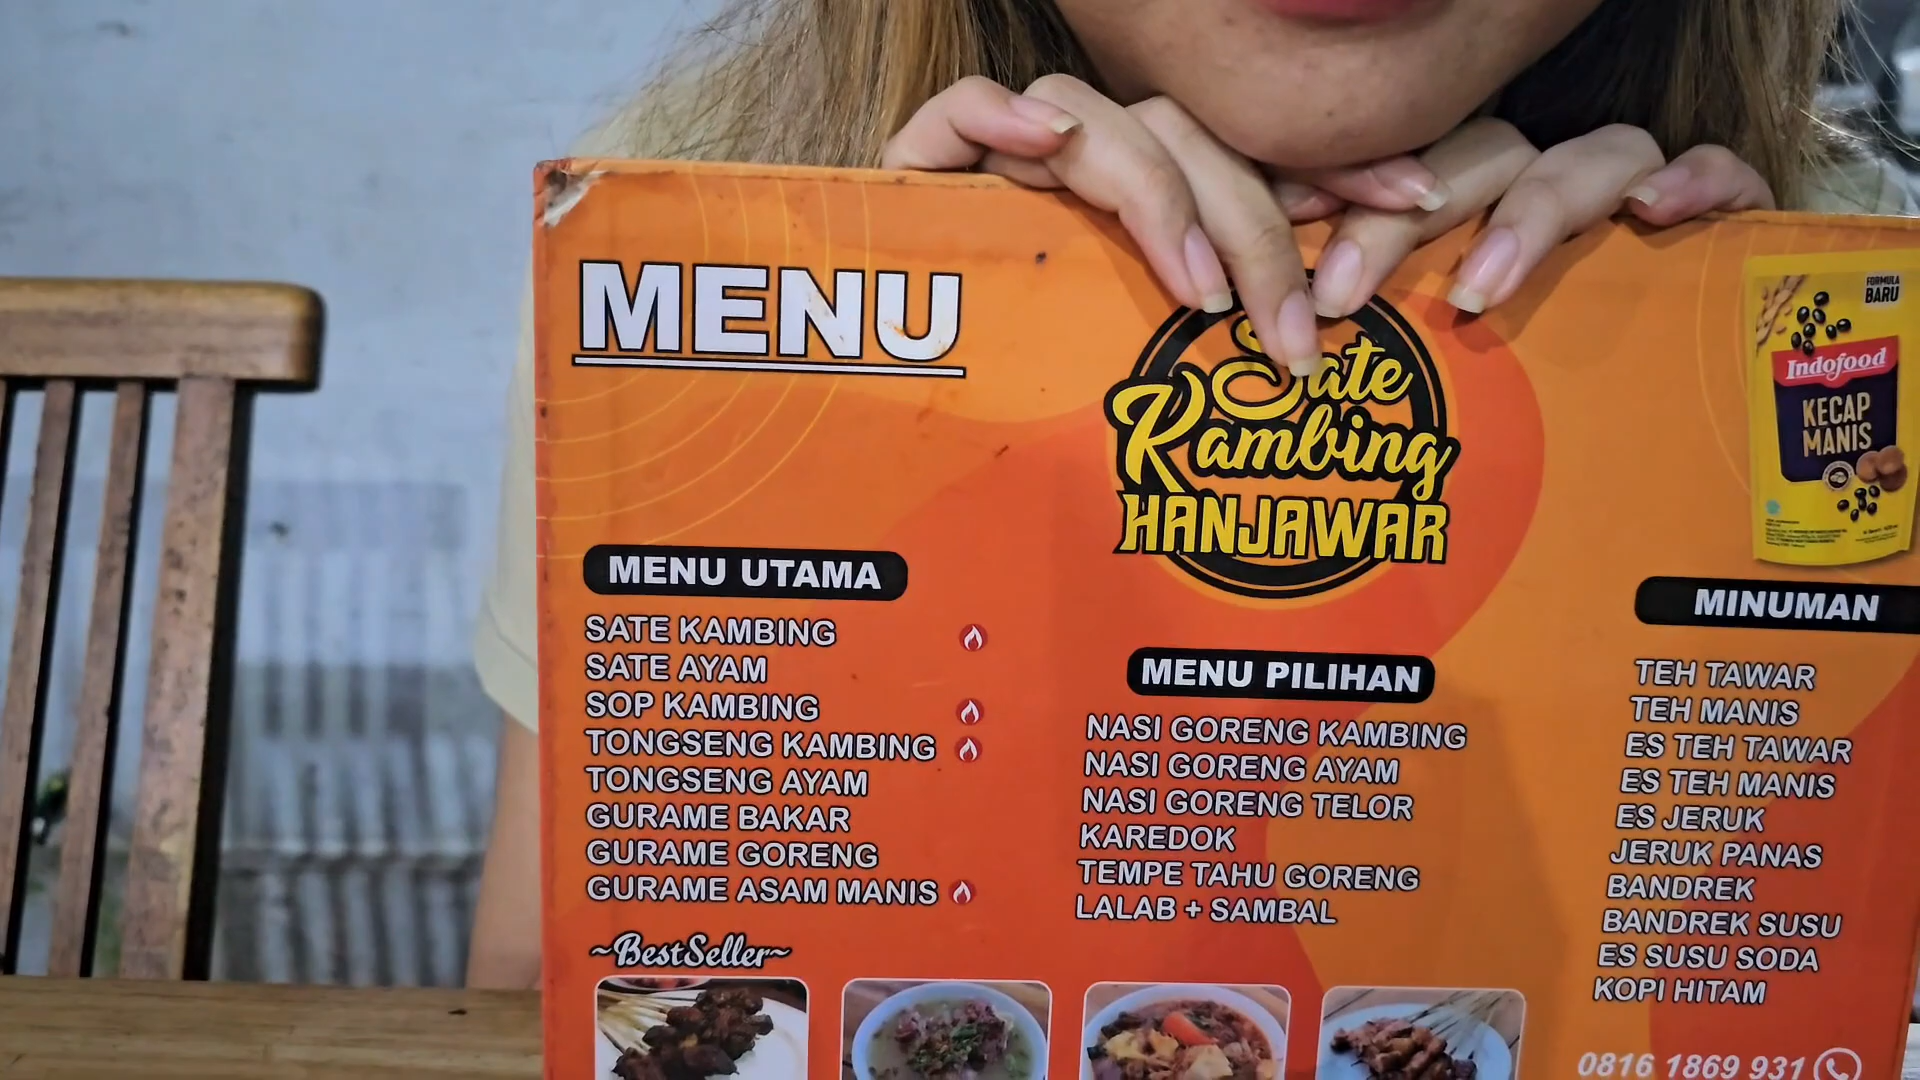 MENU
Sate
Kambing
HANJAWAR
FORMULA
BARU
Indofood
KECAP
MANIS
MENU UTAMA
SATE KAMBING
SATE AYAM
SOP KAMBING
TONGSENG KAMBING
TONGSENG AYAM
GURAME BAKAR
GURAME GORENG
GURAME ASAM MANIS
~BestSeller~
MENU PILIHAN
NASI GORENG KAMBING
NASI GORENG AYAM
NASI GORENG TELOR
KAREDOK
TEMPE TAHU GORENG
LALAB + SAMBAL
MINUMAN
TEH TAWAR
TEH MANIS
ES TEH TAWAR
ES TEH MANIS
ES JERUK
JERUK PANAS
BANDREK
BANDREK SUSU
ES SUSU SODA
KOPI HITAM
0816 1869 931